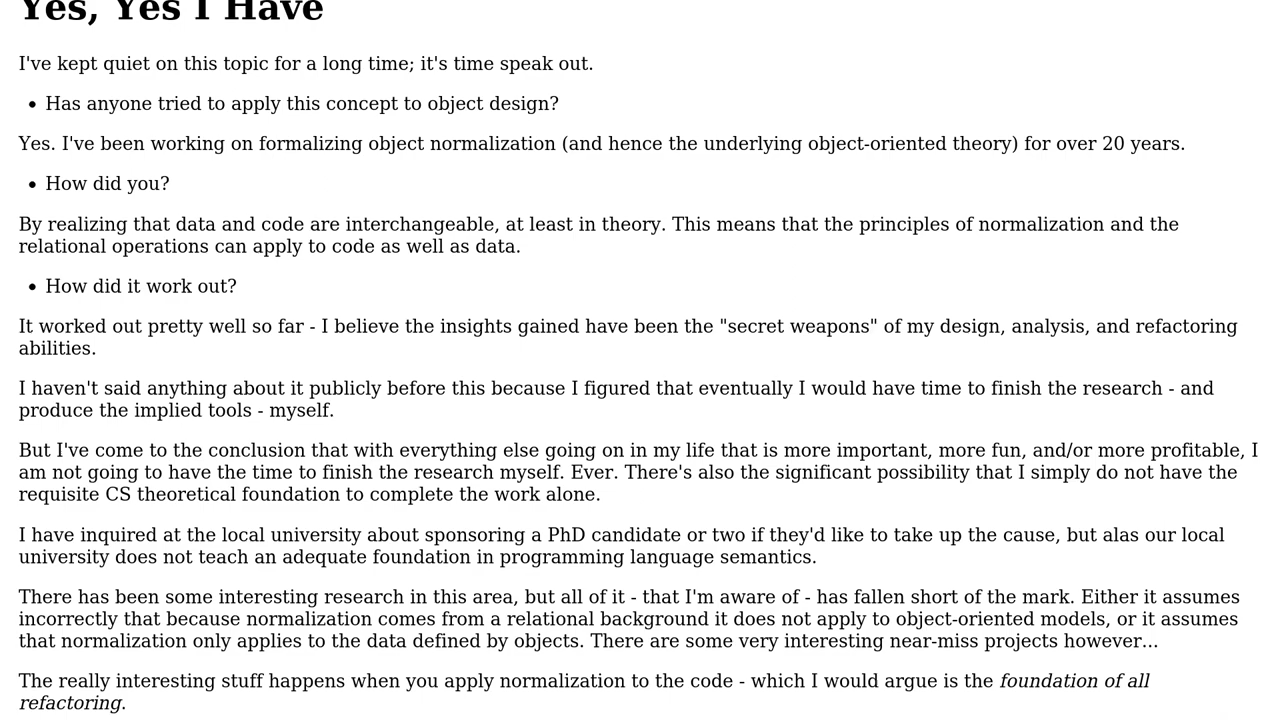 Yes, Yes I Have
I've kept quiet on this topic for a long time; it's time speak out.
• Has anyone tried to apply this concept to object design?
Yes. I've been working on formalizing object normalization (and hence the underlying object-oriented theory) for over 20 years.
• How did you?
By realizing that data and code are interchangeable, at least in theory. This means that the principles of normalization and the
relational operations can apply to code as well as data.
• How did it work out?
It worked out pretty well so far - I believe the insights gained have been the "secret weapons" of my design, analysis, and refactoring
abilities.
I haven't said anything about it publicly before this because I figured that eventually I would have time to finish the research - and
produce the implied tools - myself.
But I've come to the conclusion that with everything else going on in my life that is more important, more fun, and/or more profitable, I
am not going to have the time to finish the research myself. Ever. There's also the significant possibility that I simply do not have the
requisite CS theoretical foundation to complete the work alone.
I have inquired at the local university about sponsoring a PhD candidate or two if they'd like to take up the cause, but alas our local
university does not teach an adequate foundation in programming language semantics.
There has been some interesting research in this area, but all of it - that I'm aware of - has fallen short of the mark. Either it assumes
incorrectly that because normalization comes from a relational background it does not apply to object-oriented models, or it assumes
that normalization only applies to the data defined by objects. There are some very interesting near-miss projects however...
The really interesting stuff happens when you apply normalization to the code - which I would argue is the foundation of all
refactoring.